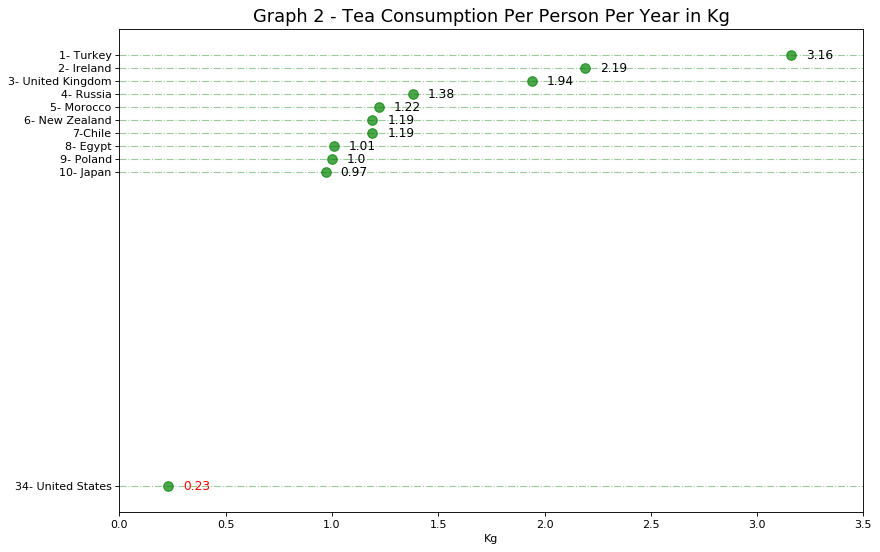 Graph 2 - Tea Consumption Per Person Per Year in Kg
1- Turkey 3.16
2- Ireland 2.19
3- United Kingdom 1.94
4- Russia 1.38
5- Morocco 1.22
6- New Zealand 1.19
7-Chile 1.19
8- Egypt 1.01
9- Poland 1.0
10- Japan 0.97
34- United States 0.23
0.0 0.5 1.0 1.5 2.0 2.5 3.0 3.5
Kg